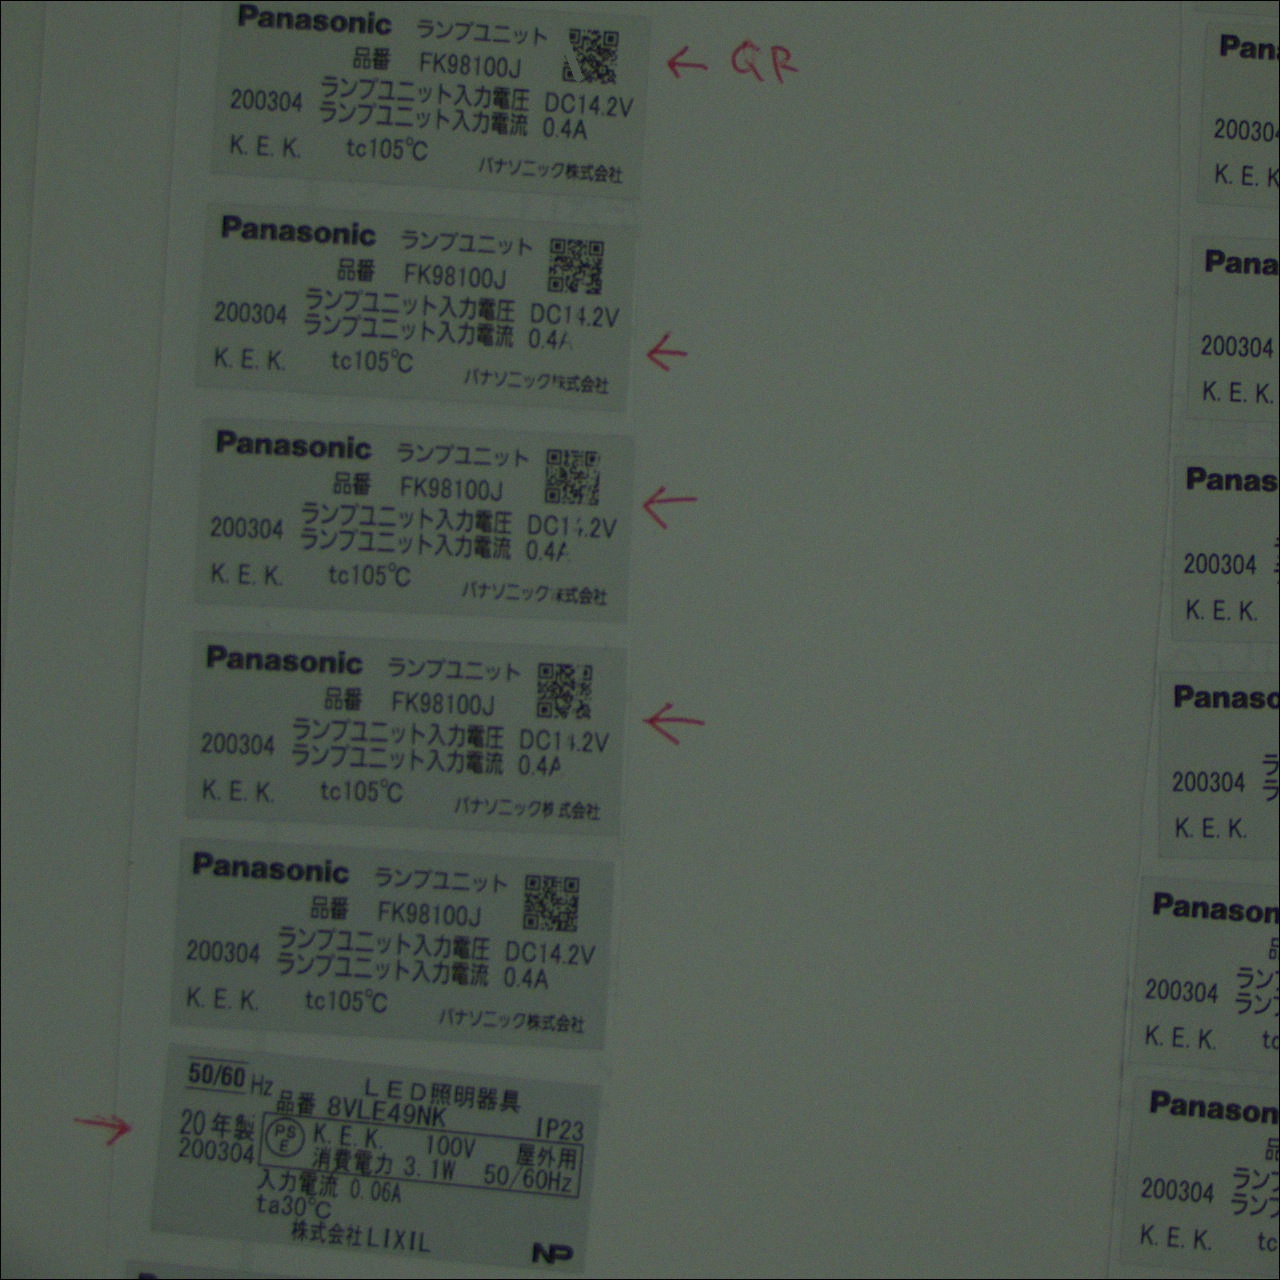 Panasonic ランプユニット
品番 FK98100J
← QR
200304 ランプユニット入力電圧 DC14.2V
ランプユニット入力電流 0.4A
K.E.K. tc105℃ パナソニック株式会社
Panasonic ランプユニット
品番 FK98100J
200304 ランプユニット入力電圧 DC14.2V
ランプユニット入力電流 0.4A
K.E.K. tc105℃ パナソニック株式会社
Panasonic ランプユニット
品番 FK98100J
200304 ランプユニット入力電圧 DC14.2V
ランプユニット入力電流 0.4A
K.E.K. tc105℃ パナソニック株式会社
Panasonic ランプユニット
品番 FK98100J
200304 ランプユニット入力電圧 DC14.2V
ランプユニット入力電流 0.4A
K.E.K. tc105℃ パナソニック株式会社
Panasonic ランプユニット
品番 FK98100J
200304 ランプユニット入力電圧 DC14.2V
ランプユニット入力電流 0.4A
K.E.K. tc105℃ パナソニック株式会社
50/60 Hz LED照明器具
品番 8VLE49NK IP23
20年製 PSE K.E.K. 100V 屋外用
200304 消費電力 3.1W 50/60Hz
入力電流 0.06A
ta30℃
株式会社LIXIL NP
Pan
200304
K.E.K
Pana
200304
K.E.K.
Panas
200304
K.E.K.
Panaso
200304 ラ
ラ
K.E.K.
Panason
品
200304 ラン
ラン
K.E.K. tc
Panason
品
200304 ラン
ラン
K.E.K. tc